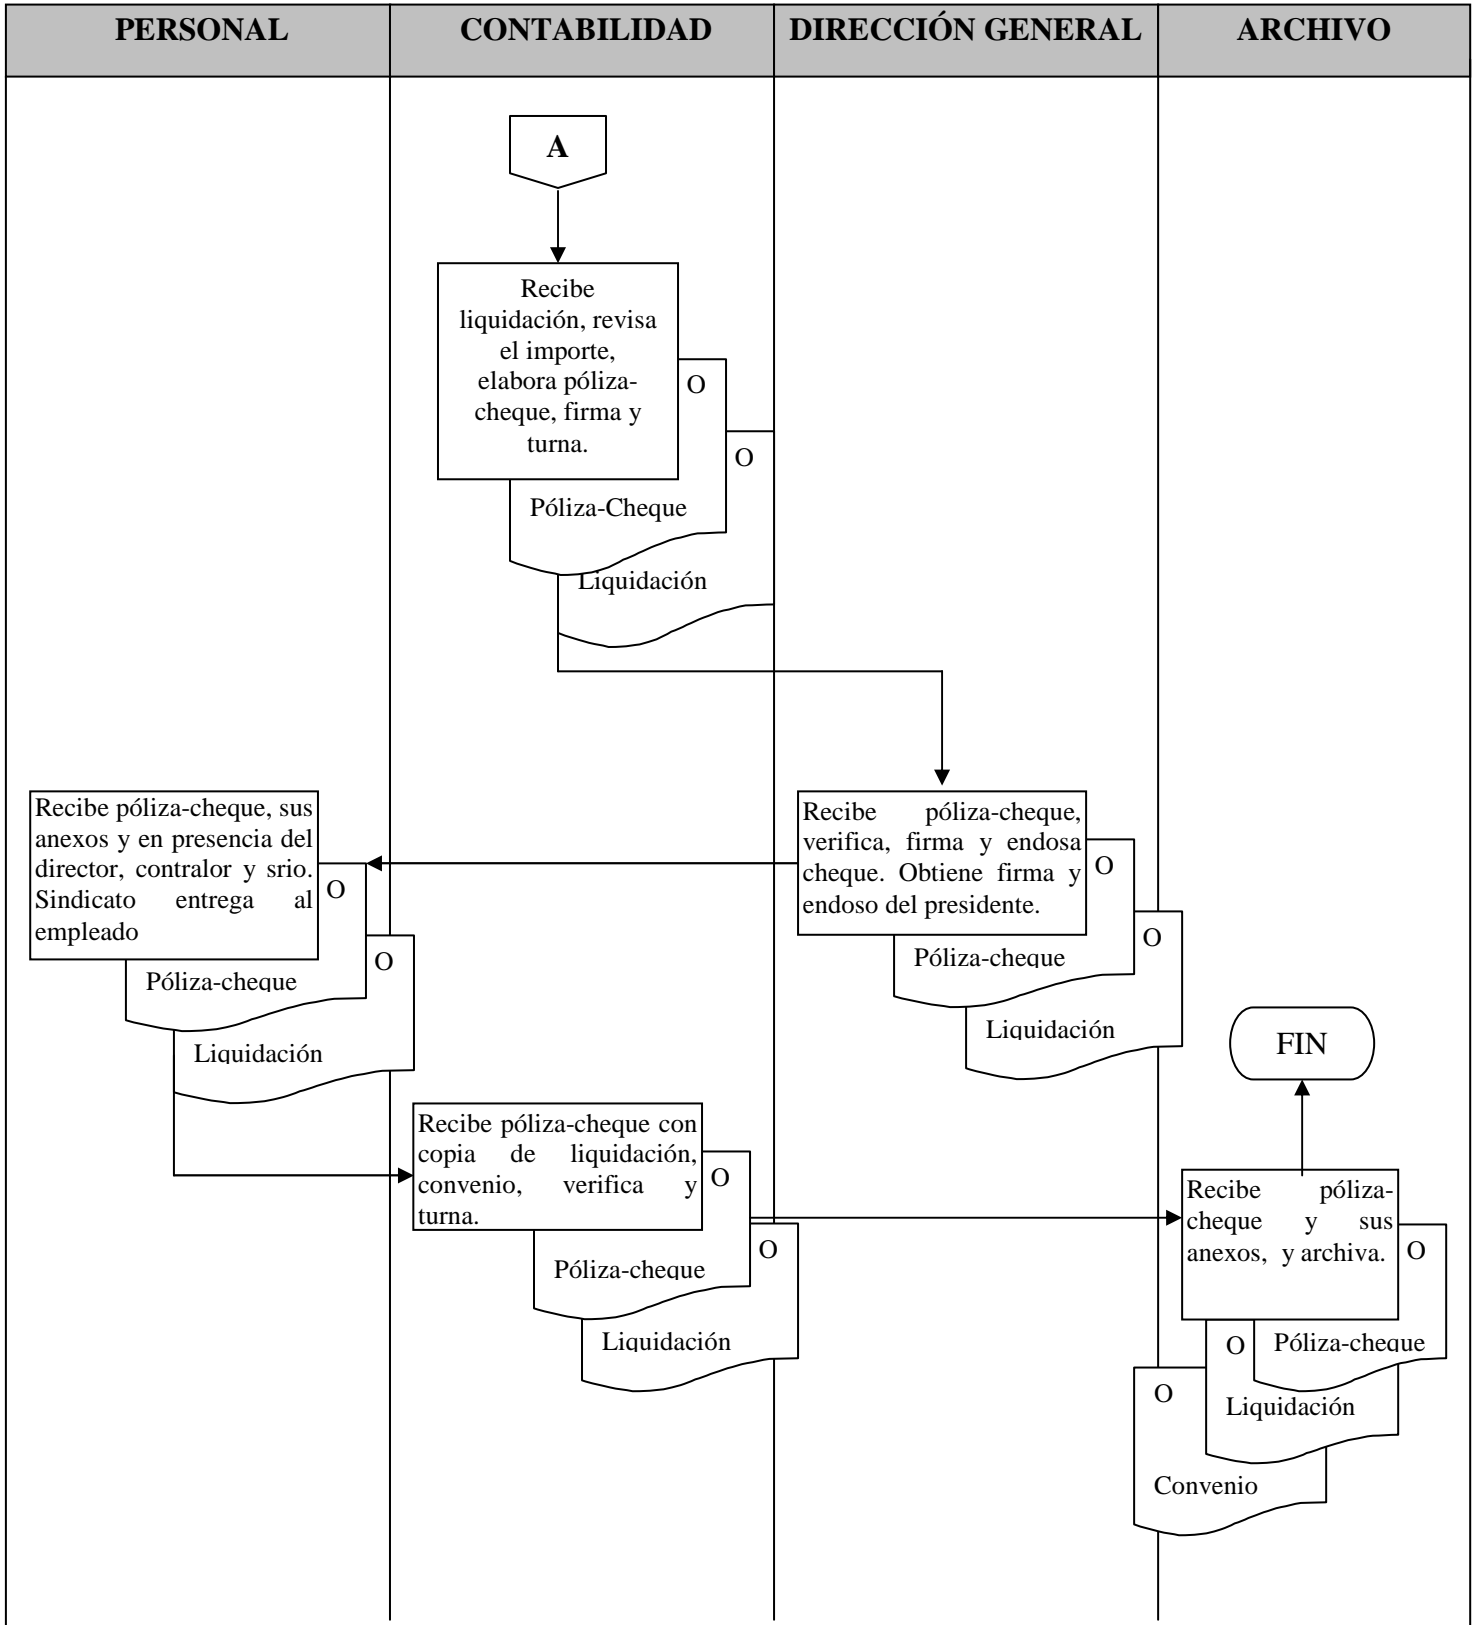 PERSONAL
CONTABILIDAD
DIRECCIÓN GENERAL
ARCHIVO
A
Recibe
liquidación, revisa
el importe,
elabora póliza-
cheque, firma y
turna.
O
O
Póliza-Cheque
Liquidación
Recibe póliza-cheque,
verifica, firma y endosa
cheque. Obtiene firma y
endoso del presidente.
O
O
Póliza-cheque
Liquidación
Recibe póliza-cheque, sus
anexos y en presencia del
director, contralor y srio.
Sindicato entrega al
empleado
O
O
Póliza-cheque
Liquidación
Recibe póliza-cheque con
copia de liquidación,
convenio, verifica y
turna.
O
O
Póliza-cheque
Liquidación
FIN
Recibe póliza-
cheque y sus
anexos, y archiva.
O
O
Póliza-cheque
O
Liquidación
Convenio